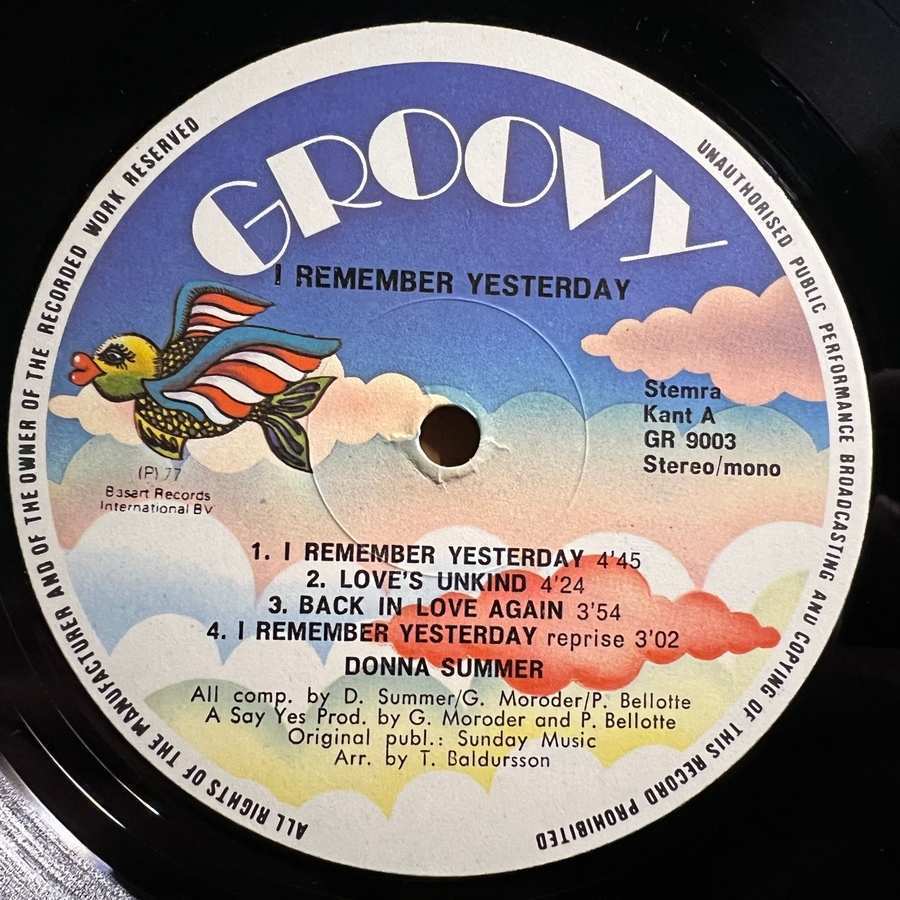 GROOVY
I REMEMBER YESTERDAY
Stemra
Kant A
GR 9003
Stereo/mono
(P) 77
Basart Records
International BV
1. I REMEMBER YESTERDAY 4'45
2. LOVE'S UNKIND 4'24
3. BACK IN LOVE AGAIN 3'54
4. I REMEMBER YESTERDAY reprise 3'02
DONNA SUMMER
All comp. by D. Summer/G. Moroder/P. Bellotte
A Say Yes Prod. by G. Moroder and P. Bellotte
Original publ.: Sunday Music
Arr. by T. Baldursson
ALL RIGHTS OF THE MANUFACTURER AND OF THE OWNER OF THE RECORDED WORK RESERVED
UNAUTHORISED PUBLIC PERFORMANCE BROADCASTING AND COPYING OF THIS RECORD PROHIBITED